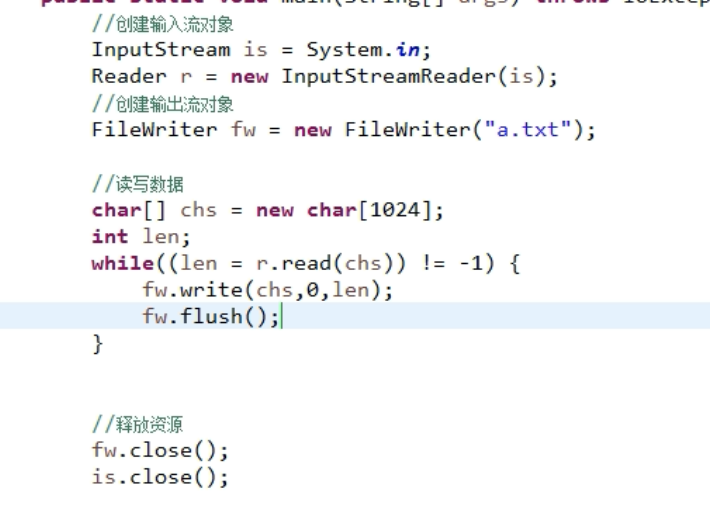 public static void main(String[] args) throws IOExcep
//创建输入流对象
InputStream is = System.in;
Reader r = new InputStreamReader(is);
//创建输出流对象
FileWriter fw = new FileWriter("a.txt");
//读写数据
char[] chs = new char[1024];
int len;
while((len = r.read(chs)) != -1) {
fw.write(chs,0,len);
fw.flush();
}
//释放资源
fw.close();
is.close();